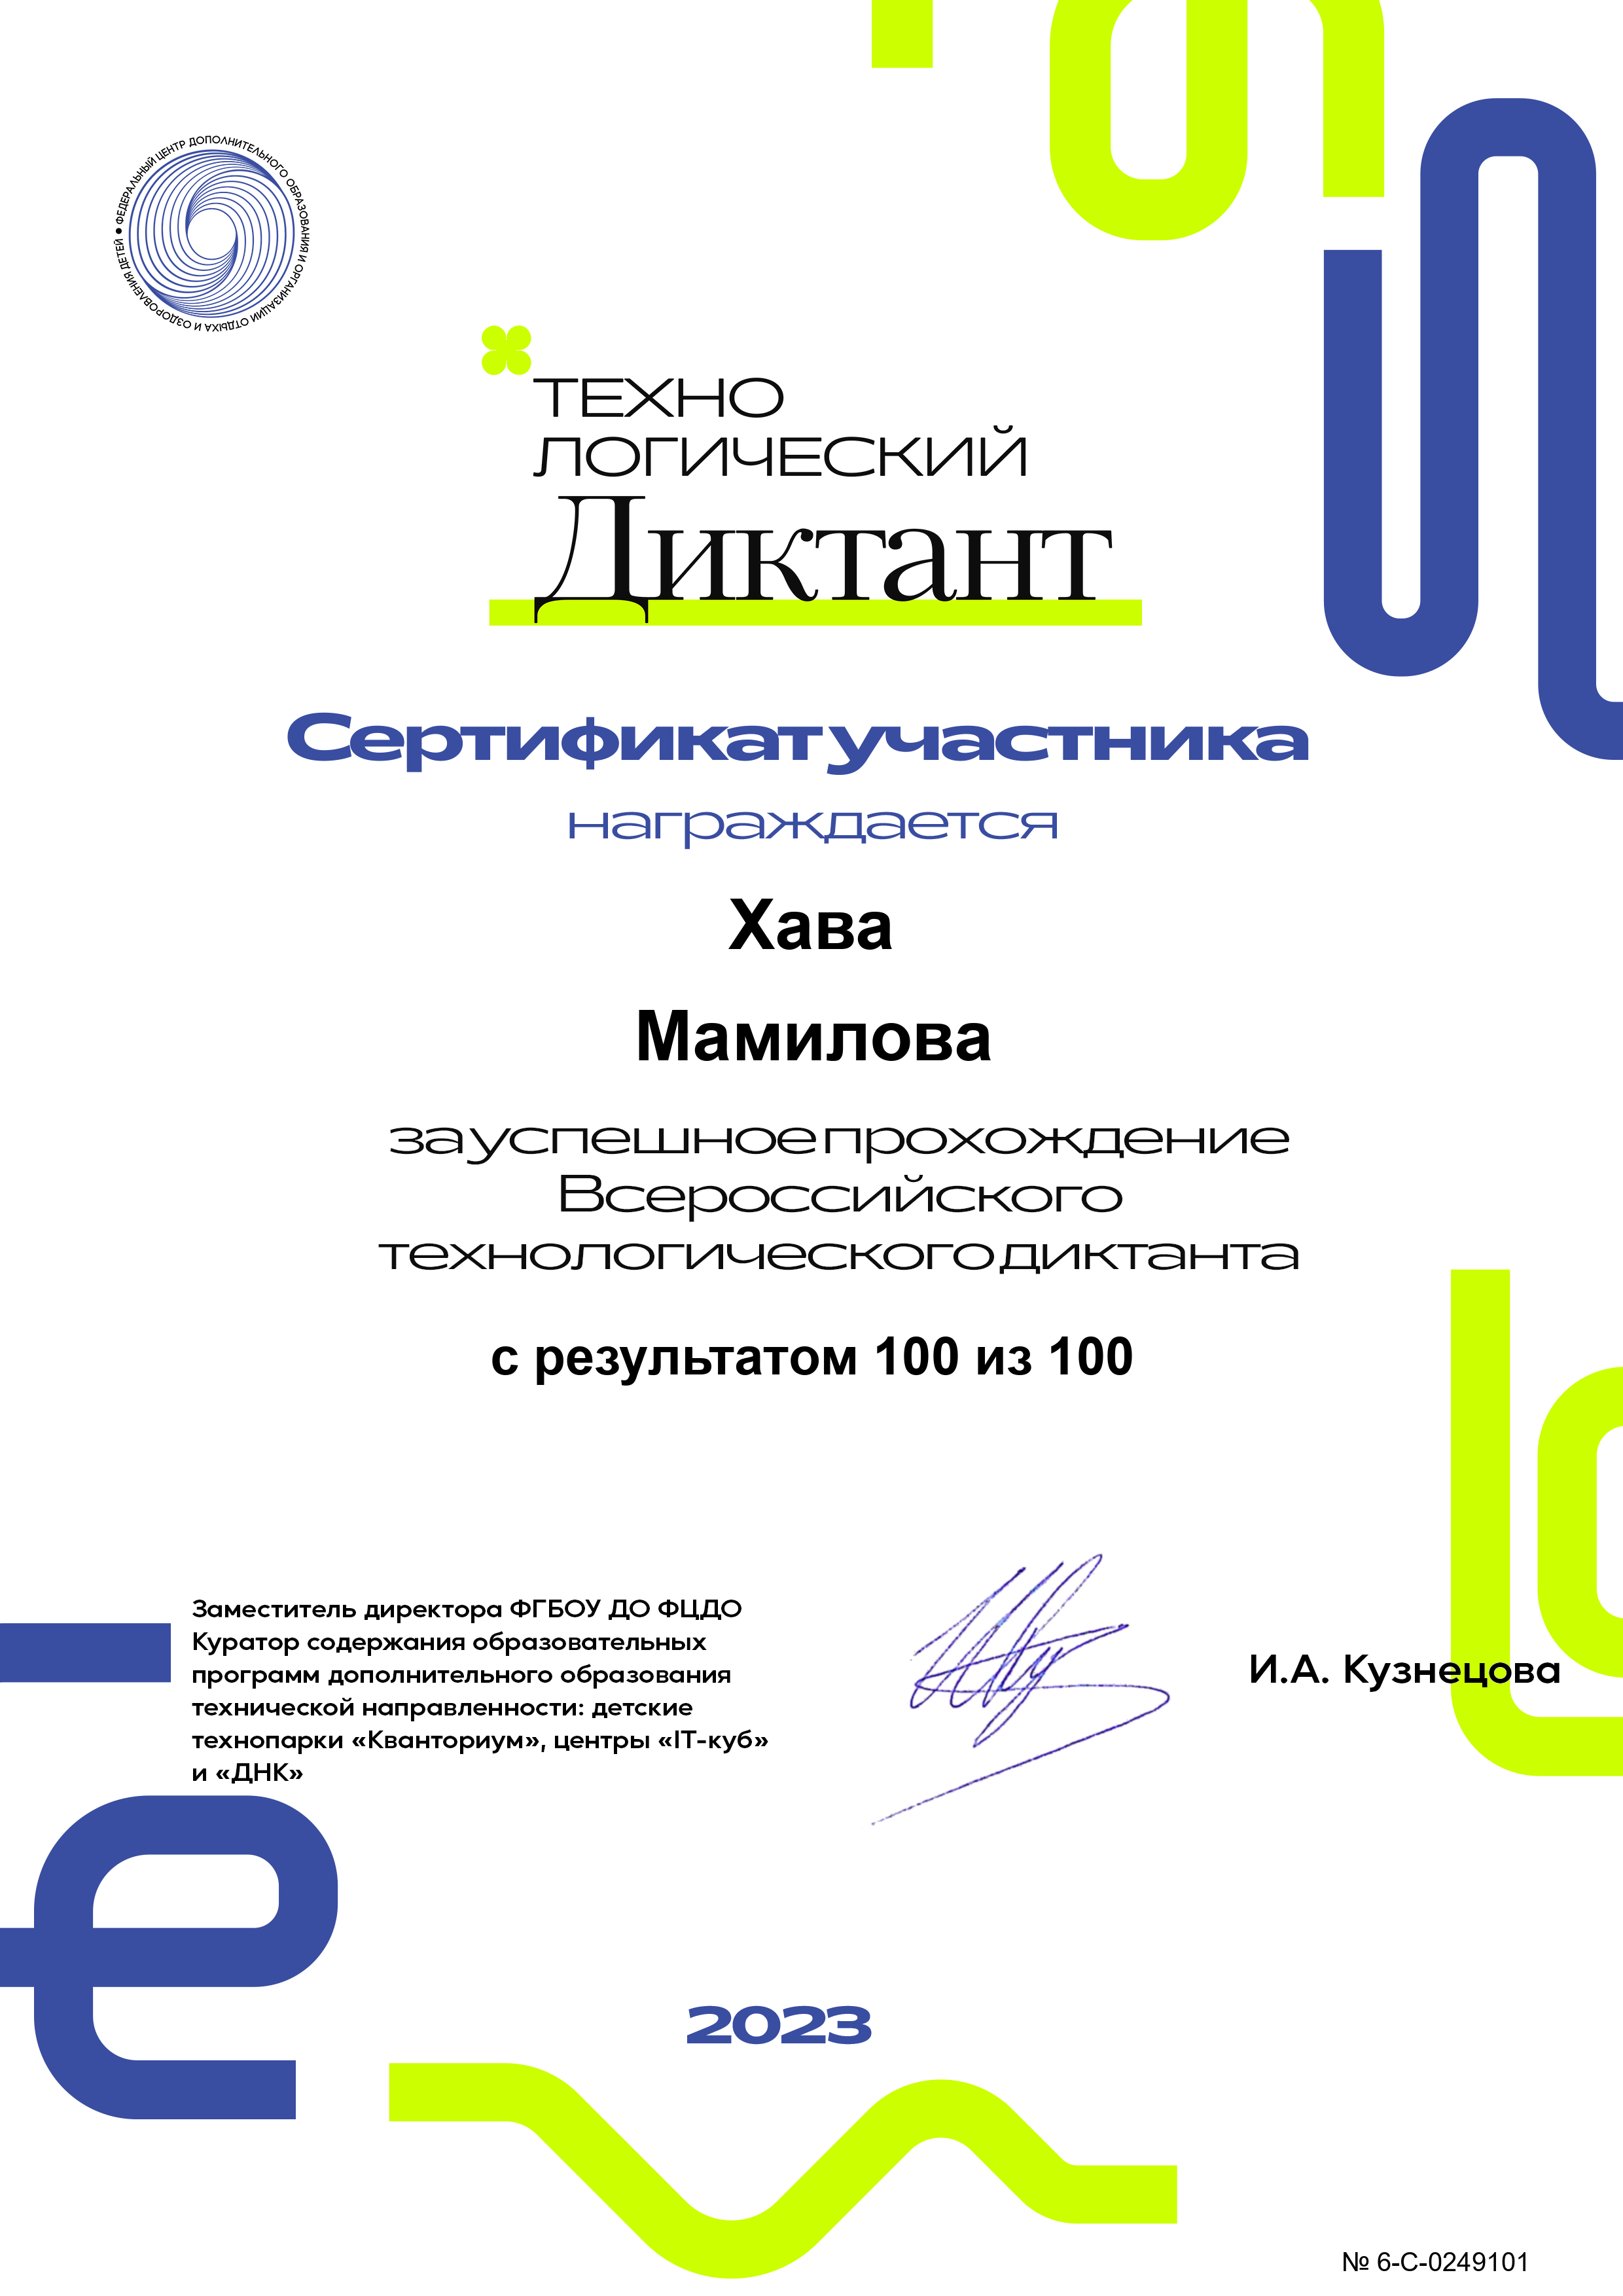 ФЕДЕРАЛЬНЫЙ ЦЕНТР ДОПОЛНИТЕЛЬНОГО ОБРАЗОВАНИЯ И ОРГАНИЗАЦИИ ОТДЫХА И ОЗДОРОВЛЕНИЯ ДЕТЕЙ •
ТЕХНО
ЛОГИЧЕСКИЙ
Диктант
Сертификат участника
награждается
Хава
Мамилова
за успешное прохождение
Всероссийского
технологического диктанта
с результатом 100 из 100
Заместитель директора ФГБОУ ДО ФЦДО
Куратор содержания образовательных
программ дополнительного образования
технической направленности: детские
технопарки «Кванториум», центры «IT-куб»
и «ДНК»
И.А. Кузнецова
2023
№ 6-С-0249101